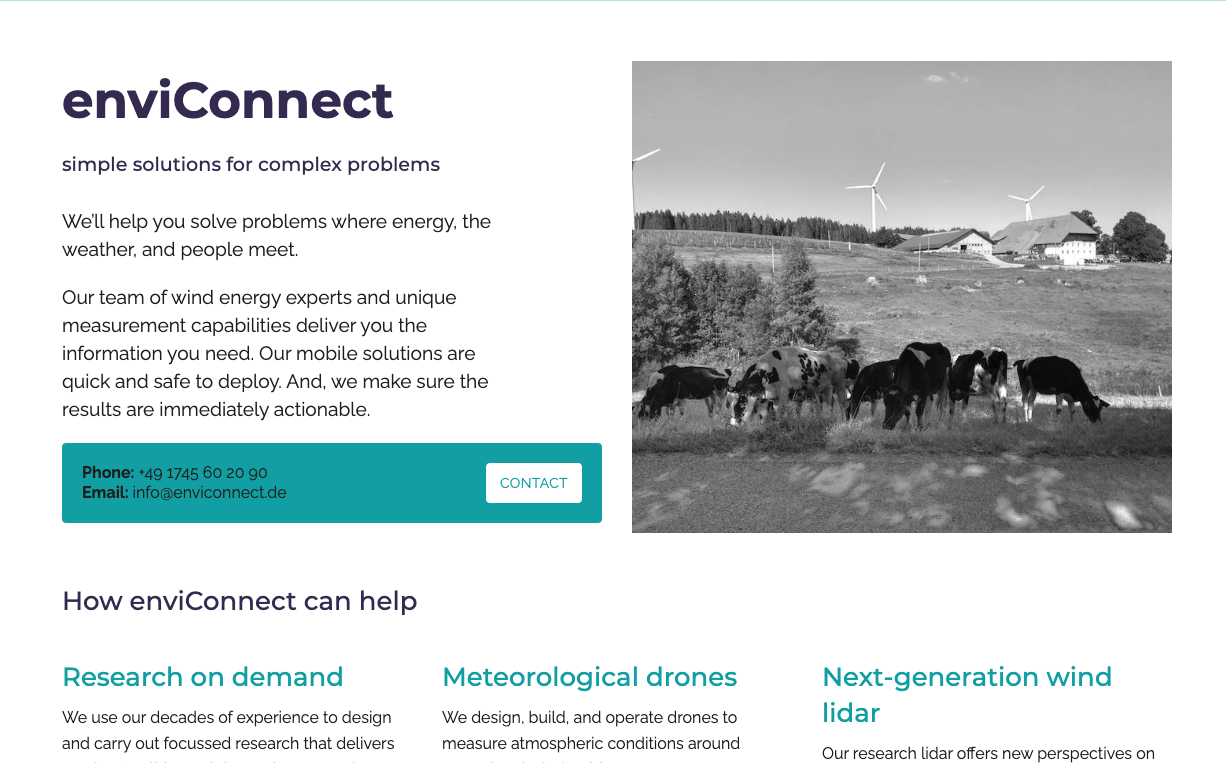 enviConnect
simple solutions for complex problems
We'll help you solve problems where energy, the
weather, and people meet.
Our team of wind energy experts and unique
measurement capabilities deliver you the
information you need. Our mobile solutions are
quick and safe to deploy. And, we make sure the
results are immediately actionable.
Phone: +49 1745 60 20 90
Email: info@enviconnect.de
CONTACT
How enviConnect can help
Research on demand
We use our decades of experience to design
and carry out focussed research that delivers
Meteorological drones
We design, build, and operate drones to
measure atmospheric conditions around
Next-generation wind
lidar
Our research lidar offers new perspectives on